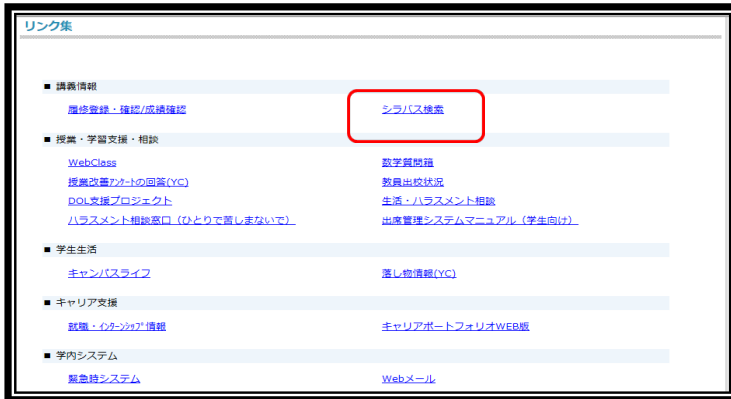 リンク集
■ 講義情報
履修登録・確認/成績確認 シラバス検索
■ 授業・学習支援・相談
WebClass 数学質問箱
授業改善ｱﾝｹｰﾄの回答(YC) 教員出校状況
DOL支援プロジェクト 生活・ハラスメント相談
ハラスメント相談窓口（ひとりで苦しまないで） 出席管理システムマニュアル（学生向け）
■ 学生生活
キャンパスライフ 落し物情報(YC)
■ キャリア支援
就職・ｲﾝﾀｰﾝｼｯﾌﾟ情報 キャリアポートフォリオWEB版
■ 学内システム
緊急時システム Webメール